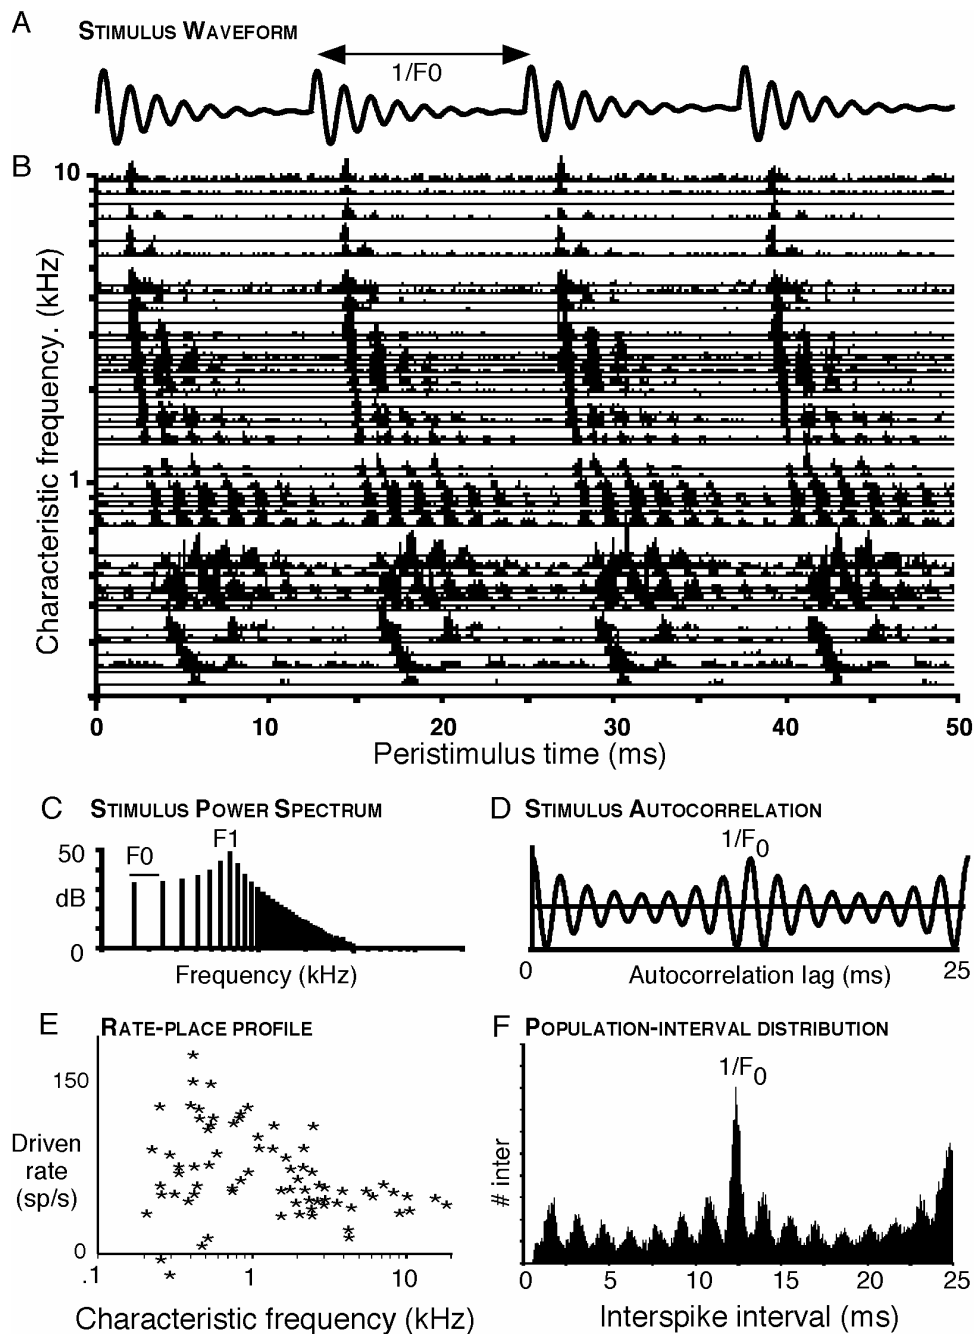 A STIMULUS WAVEFORM
1/F0
B
10
1
Characteristic frequency. (kHz)
0 10 20 30 40 50
Peristimulus time (ms)
C STIMULUS POWER SPECTRUM
F1
50 F0
dB
0
Frequency (kHz)
D STIMULUS AUTOCORRELATION
1/F0
0 25
Autocorrelation lag (ms)
E RATE-PLACE PROFILE
150
Driven
rate
(sp/s)
0
.1 1 10
Characteristic frequency (kHz)
F POPULATION-INTERVAL DISTRIBUTION
1/F0
# inter
0 5 10 15 20 25
Interspike interval (ms)